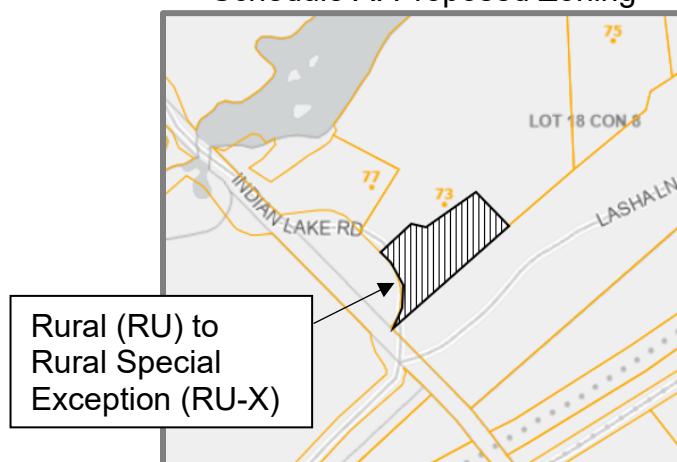 Schedule A: Proposed Zoning
75
LOT 18 CON 8
77
73
INDIAN LAKE RD
LASHA LN
Rural (RU) to
Rural Special
Exception (RU-X)